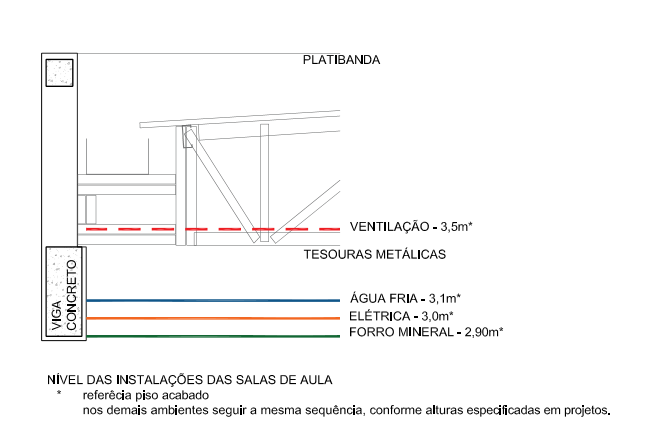 PLATIBANDA
VENTILAÇÃO - 3,5m*
TESOURAS METÁLICAS
VIGA
CONCRETO
ÁGUA FRIA - 3,1m*
ELÉTRICA - 3,0m*
FORRO MINERAL - 2,90m*
NÍVEL DAS INSTALAÇÕES DAS SALAS DE AULA
* referêcia piso acabado
nos demais ambientes seguir a mesma sequência, conforme alturas especificadas em projetos.